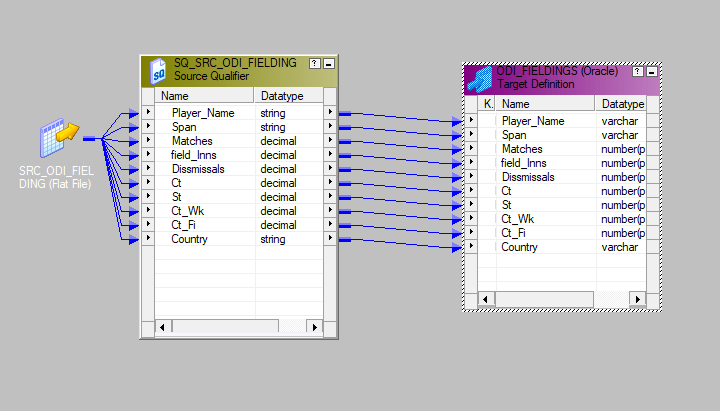 SRC_ODI_FIEL
DING (Flat File)
SQ_SRC_ODI_FIELDING
Source Qualifier
SQ
Name Datatype
Player_Name string
Span string
Matches decimal
field_Inns decimal
Dissmissals decimal
Ct decimal
St decimal
Ct_Wk decimal
Ct_Fi decimal
Country string
ODI_FIELDINGS (Oracle)
Target Definition
K. Name Datatype
Player_Name varchar
Span varchar
Matches number(p
field_Inns number(p
Dissmissals number(p
Ct number(p
St number(p
Ct_Wk number(p
Ct_Fi number(p
Country varchar